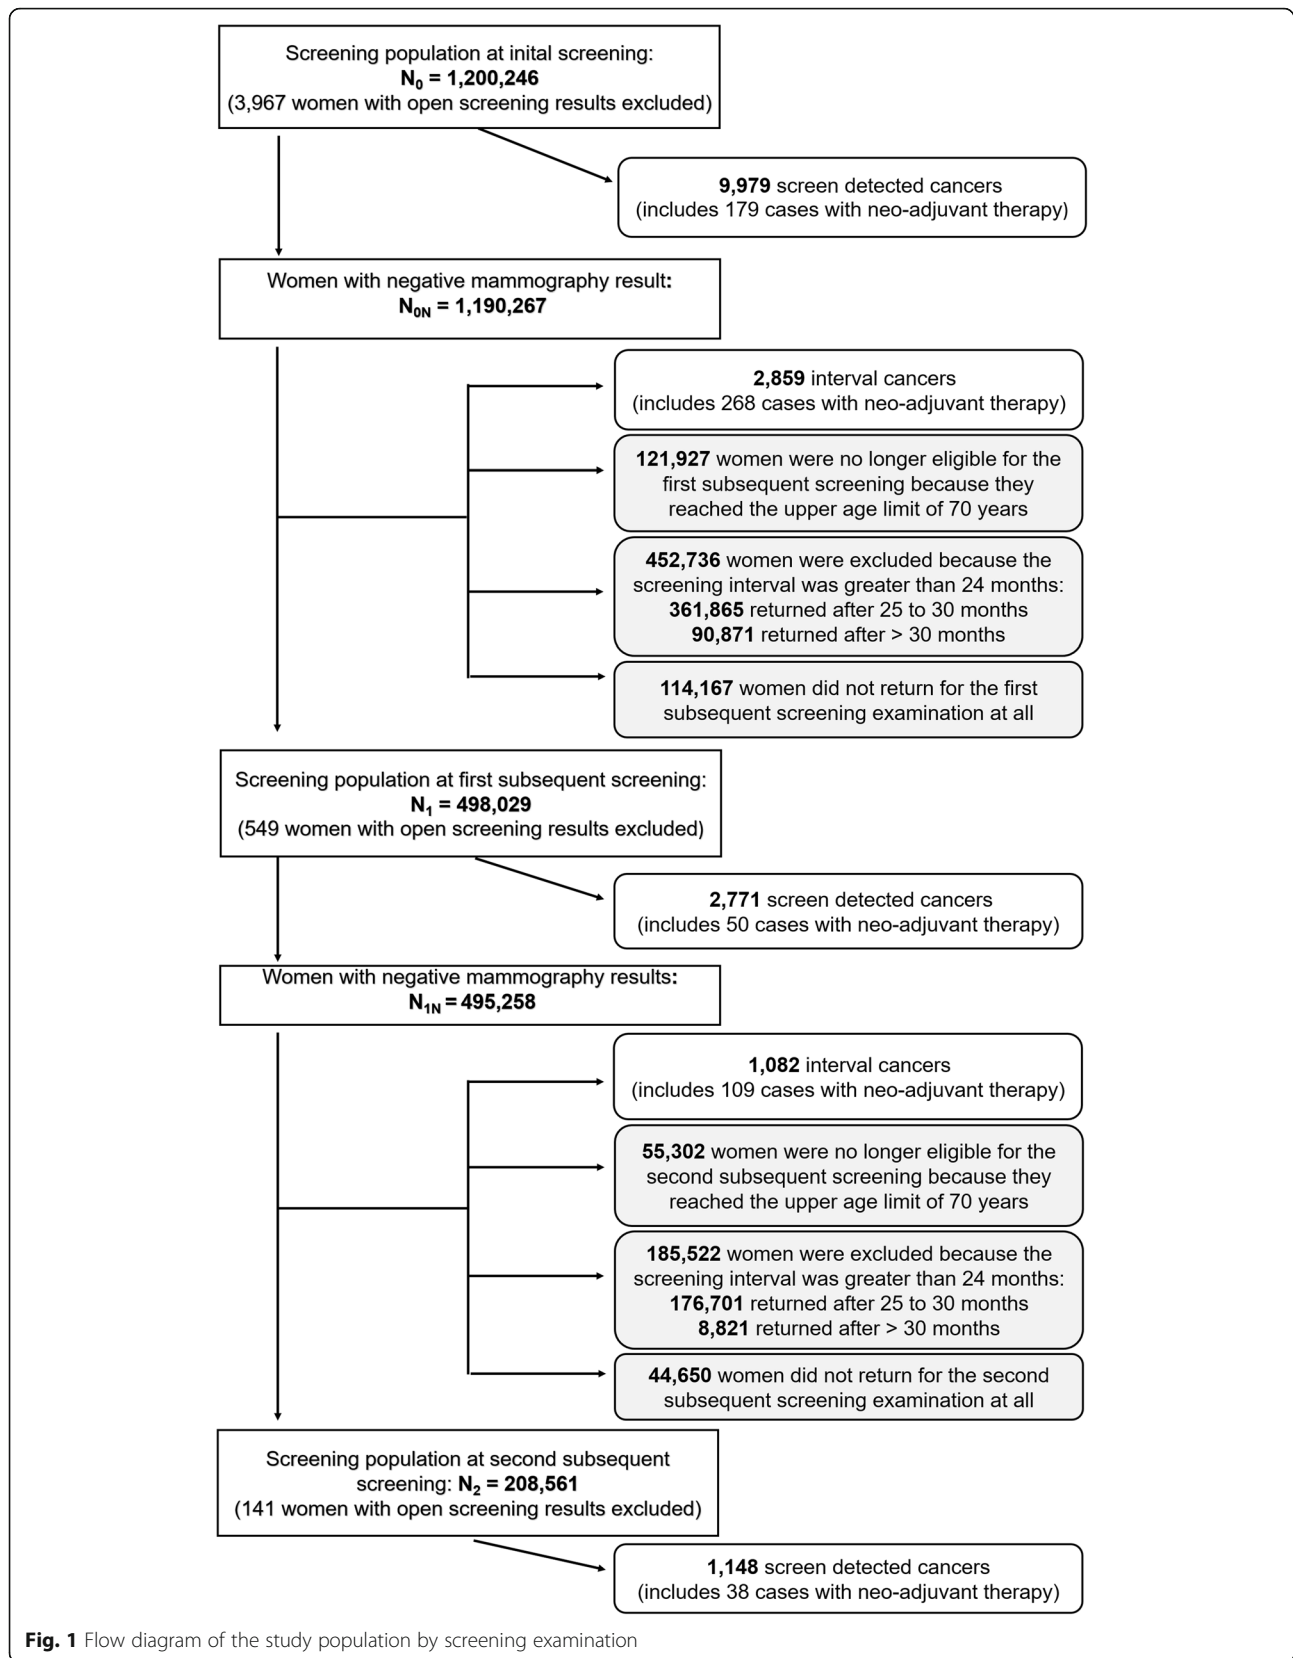 Screening population at inital screening:
N0 = 1,200,246
(3,967 women with open screening results excluded)
9,979 screen detected cancers
(includes 179 cases with neo-adjuvant therapy)
Women with negative mammography result:
N0N = 1,190,267
2,859 interval cancers
(includes 268 cases with neo-adjuvant therapy)
121,927 women were no longer eligible for the
first subsequent screening because they
reached the upper age limit of 70 years
452,736 women were excluded because the
screening interval was greater than 24 months:
361,865 returned after 25 to 30 months
90,871 returned after > 30 months
114,167 women did not return for the first
subsequent screening examination at all
Screening population at first subsequent screening:
N1 = 498,029
(549 women with open screening results excluded)
2,771 screen detected cancers
(includes 50 cases with neo-adjuvant therapy)
Women with negative mammography results:
N1N = 495,258
1,082 interval cancers
(includes 109 cases with neo-adjuvant therapy)
55,302 women were no longer eligible for the
second subsequent screening because they
reached the upper age limit of 70 years
185,522 women were excluded because the
screening interval was greater than 24 months:
176,701 returned after 25 to 30 months
8,821 returned after > 30 months
44,650 women did not return for the second
subsequent screening examination at all
Screening population at second subsequent
screening: N2 = 208,561
(141 women with open screening results excluded)
1,148 screen detected cancers
(includes 38 cases with neo-adjuvant therapy)
Fig. 1 Flow diagram of the study population by screening examination